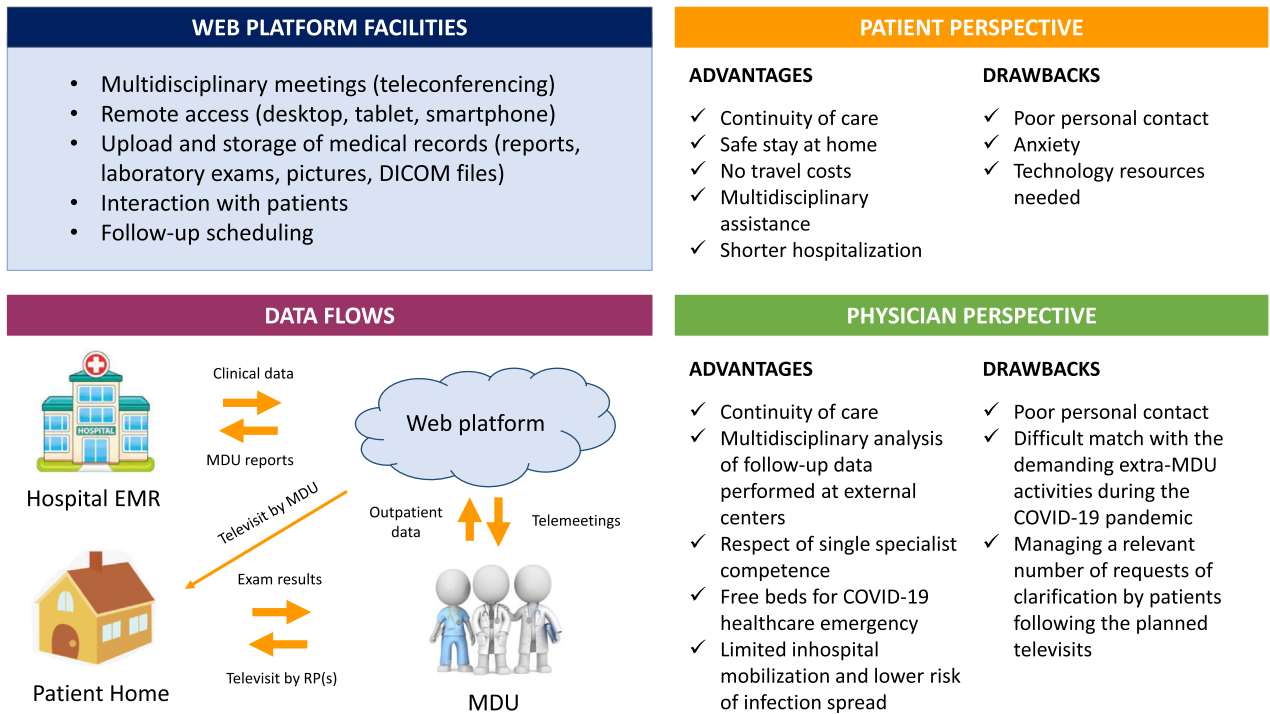 WEB PLATFORM FACILITIES
• Multidisciplinary meetings (teleconferencing)
• Remote access (desktop, tablet, smartphone)
• Upload and storage of medical records (reports,
laboratory exams, pictures, DICOM files)
• Interaction with patients
• Follow-up scheduling
PATIENT PERSPECTIVE
ADVANTAGES
✓ Continuity of care
✓ Safe stay at home
✓ No travel costs
✓ Multidisciplinary
assistance
✓ Shorter hospitalization
DRAWBACKS
✓ Poor personal contact
✓ Anxiety
✓ Technology resources
needed
DATA FLOWS
HOSPITAL
Hospital EMR
Clinical data
MDU reports
Web platform
Televisit by MDU
Outpatient
data
Telemeetings
Exam results
Televisit by RP(s)
Patient Home
MDU
PHYSICIAN PERSPECTIVE
ADVANTAGES
✓ Continuity of care
✓ Multidisciplinary analysis
of follow-up data
performed at external
centers
✓ Respect of single specialist
competence
✓ Free beds for COVID-19
healthcare emergency
✓ Limited inhospital
mobilization and lower risk
of infection spread
DRAWBACKS
✓ Poor personal contact
✓ Difficult match with the
demanding extra-MDU
activities during the
COVID-19 pandemic
✓ Managing a relevant
number of requests of
clarification by patients
following the planned
televisits